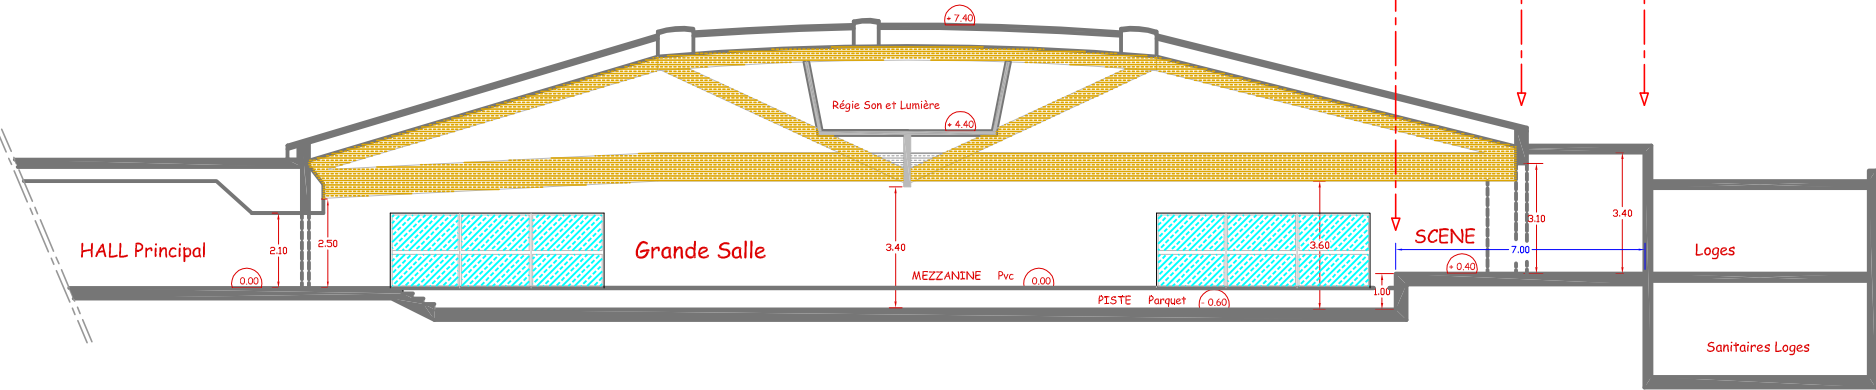 + 7.40
Régie Son et Lumière
+ 4.40
HALL Principal
0.00
2.10
2.50
Grande Salle
3.40
MEZZANINE Pvc
0.00
PISTE Parquet
- 0.60
3.60
1.00
SCENE
+ 0.40
7.00
3.10
3.40
Loges
Sanitaires Loges